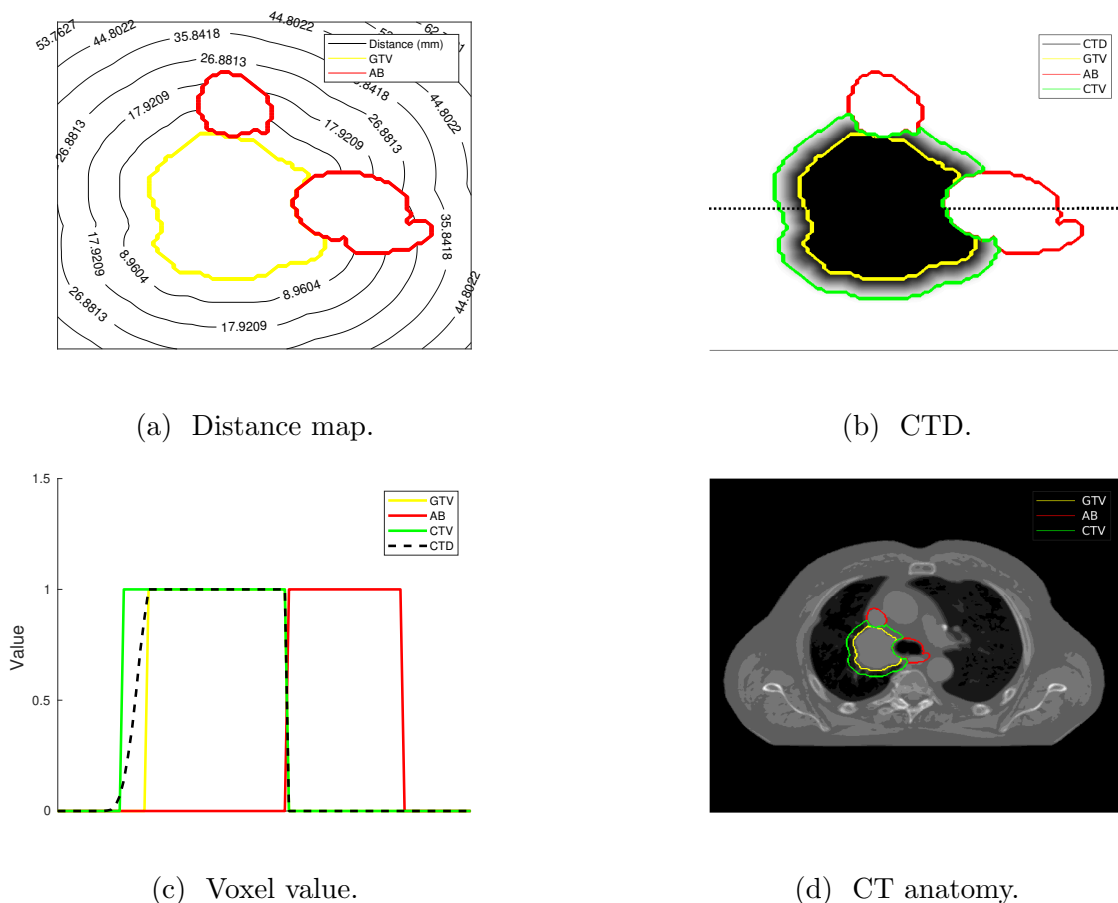 53.7627
44.8022
35.8418
26.8813
17.9209
44.8022
Distance (mm)
GTV
AB
35.8418
44.8022
26.8813
17.9209
26.8813
17.9209
8.9604
26.8813
17.9209
8.9604
35.8418
44.8022
CTD
GTV
AB
CTV
(a) Distance map.
(b) CTD.
1.5
1
0.5
0
Value
GTV
AB
CTV
CTD
GTV
AB
CTV
(c) Voxel value.
(d) CT anatomy.